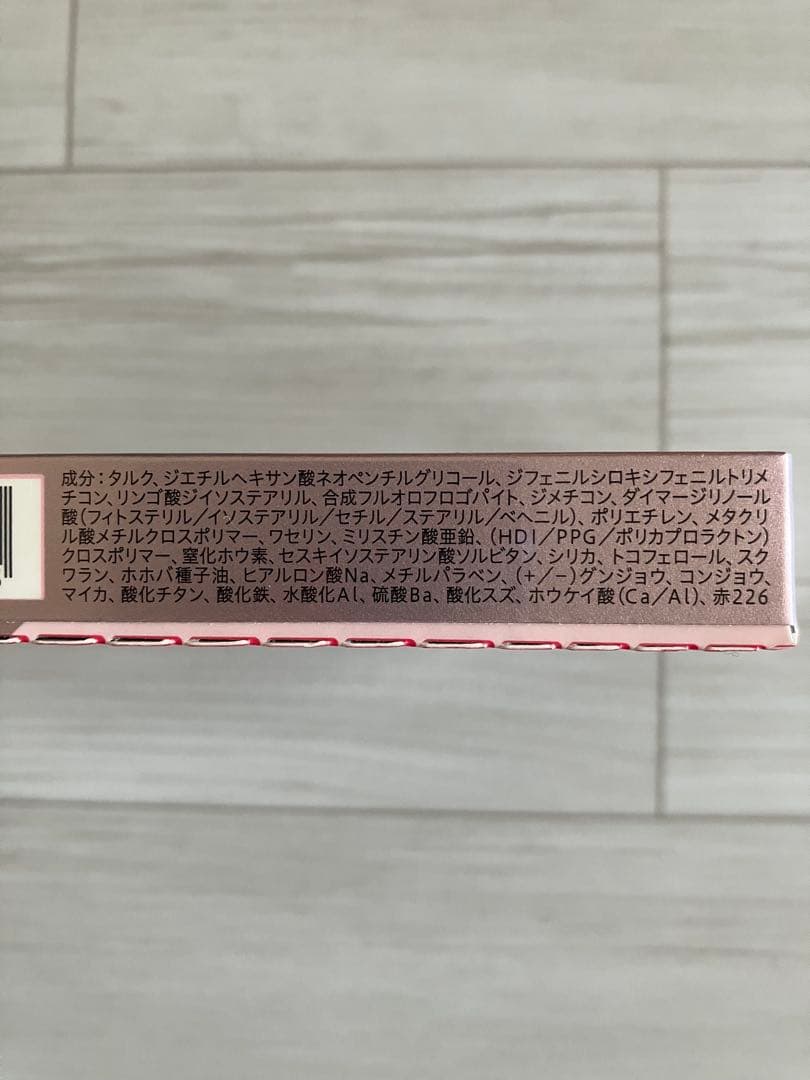 成分：タルク、ジエチルヘキサン酸ネオペンチルグリコール、ジフェニルシロキシフェニルトリメ
チコン、リンゴ酸ジイソステアリル、合成フルオロフロゴパイト、ジメチコン、ダイマージリノール
酸（フィトステリル／イソステアリル／セチル／ステアリル／ベヘニル）、ポリエチレン、メタクリ
ル酸メチルクロスポリマー、ワセリン、ミリスチン酸亜鉛、（HDI／PPG／ポリカプロラクトン）
クロスポリマー、窒化ホウ素、セスキイソステアリン酸ソルビタン、シリカ、トコフェロール、スク
ワラン、ホホバ種子油、ヒアルロン酸Na、メチルパラベン、（＋／－）グンジョウ、コンジョウ、
マイカ、酸化チタン、酸化鉄、水酸化Al、硫酸Ba、酸化スズ、ホウケイ酸（Ca／Al）、赤226